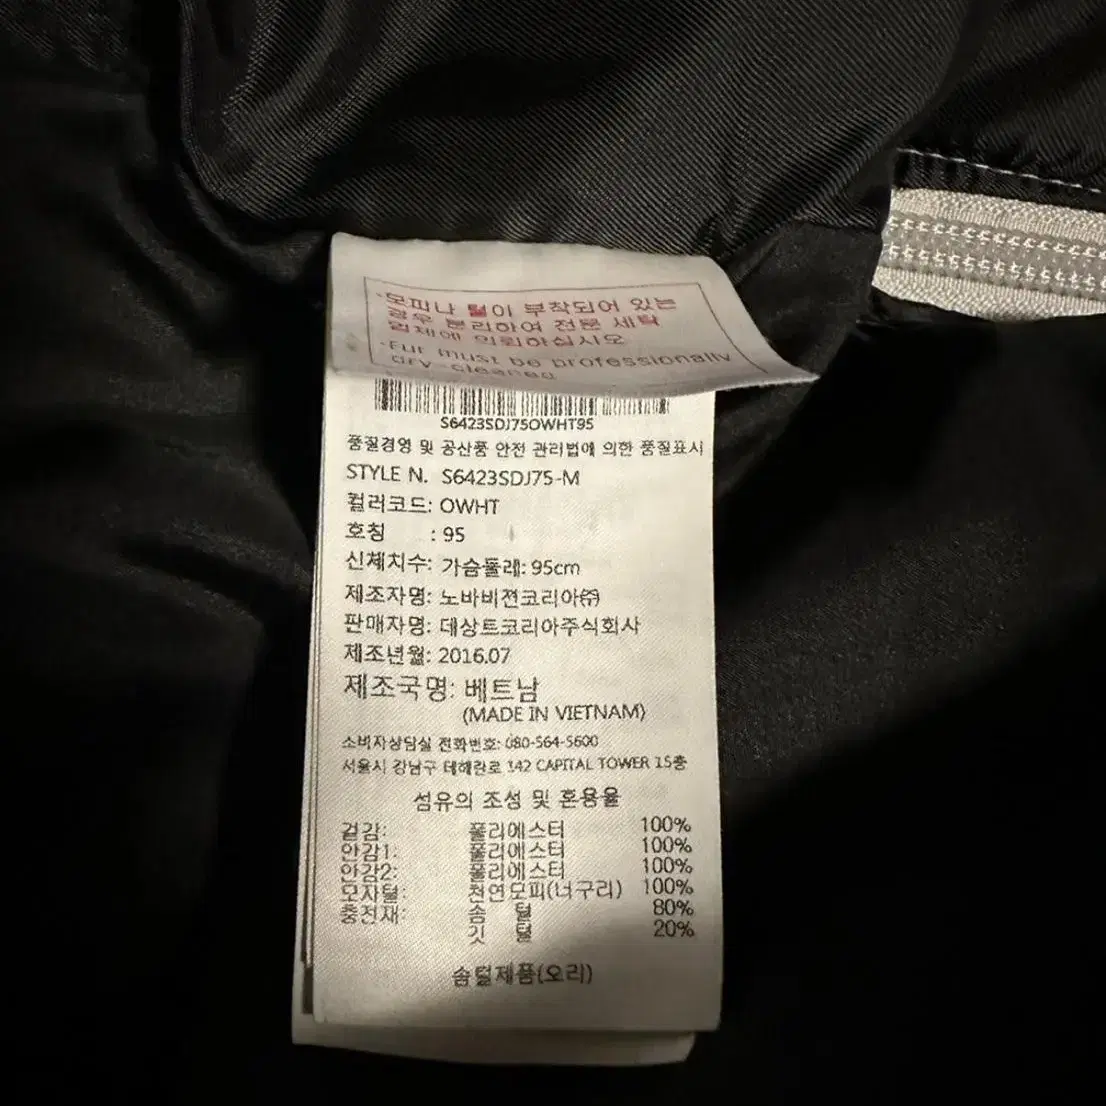 ·모피나 털이 부착되어 있는
경우 분리하여 전문 세탁
업체에 의뢰하십시오
·Fur must be professionally
dry-cleaned
S6423SDJ75OWHT95
품질경영 및 공산품 안전 관리법에 의한 품질표시
STYLE N. S6423SDJ75-M
컬러코드: OWHT
호칭 : 95
신체치수: 가슴둘레: 95cm
제조자명: 노바비젼코리아㈜
판매자명: 데상트코리아주식회사
제조년월: 2016.07
제조국명: 베트남
(MADE IN VIETNAM)
소비자상담실 전화번호: 080-564-5600
서울시 강남구 테헤란로 142 CAPITAL TOWER 15층
섬유의 조성 및 혼용율
겉감: 폴리에스터 100%
안감1: 폴리에스터 100%
안감2: 폴리에스터 100%
모자털: 천연모피(너구리) 100%
충전재: 솜 털 80%
깃 털 20%
솜털제품(오리)